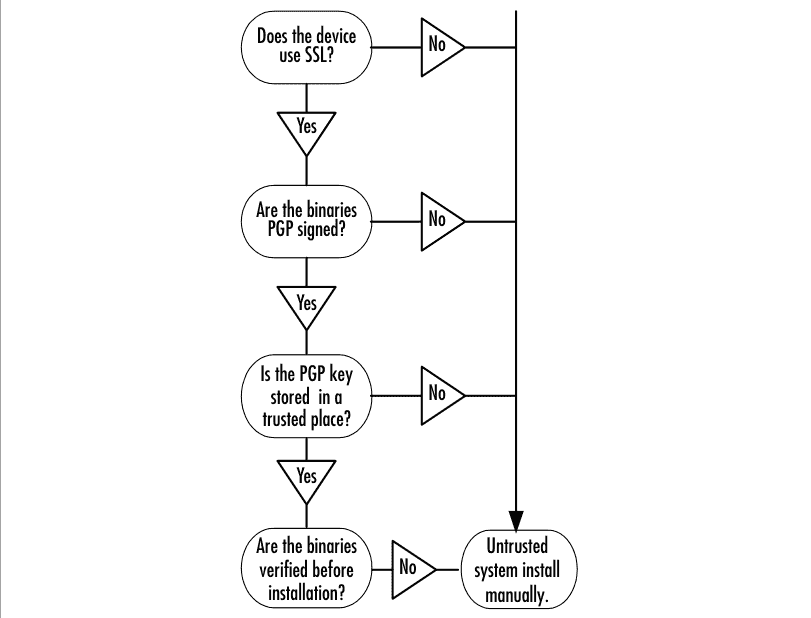 Does the device
use SSL?
No
Yes
Are the binaries
PGP signed?
No
Yes
Is the PGP key
stored in a
trusted place?
No
Yes
Are the binaries
verified before
installation?
No
Untrusted
system install
manually.